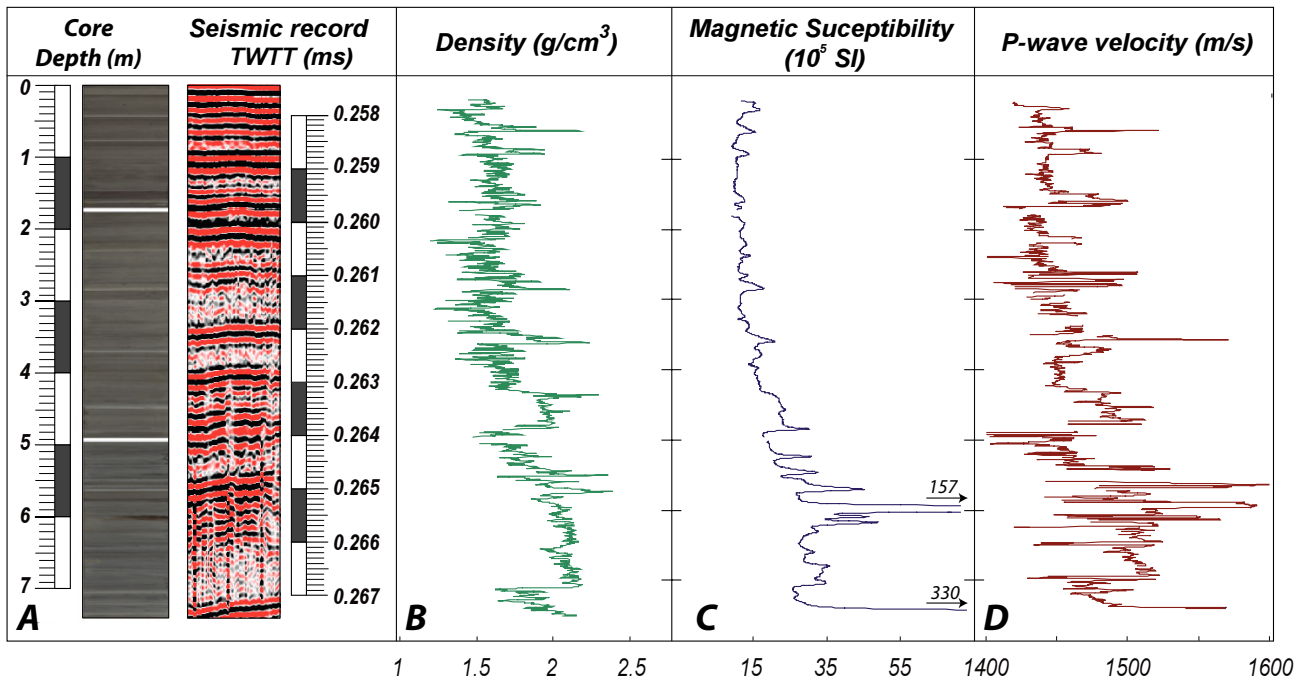 Core
Depth (m)
Seismic record
TWTT (ms)
Density (g/cm³)
Magnetic Suceptibility
(10⁵ SI)
P-wave velocity (m/s)
0
1
2
3
4
5
6
7
0.258
0.259
0.260
0.261
0.262
0.263
0.264
0.265
0.266
0.267
157
330
A
B
C
D
1
1.5
2
2.5
15
35
55
1400
1500
1600